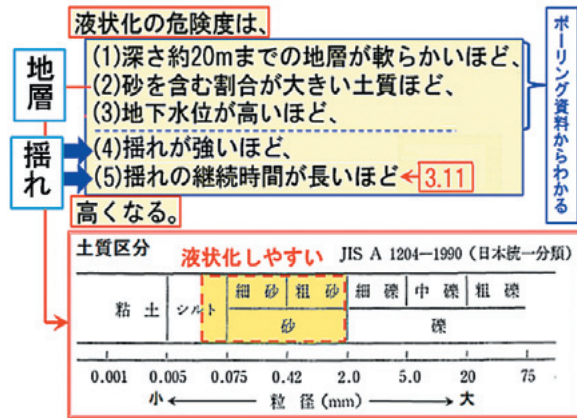 液状化の危険度は、
(1)深さ約20mまでの地層が軟らかいほど、
(2)砂を含む割合が大きい土質ほど、
(3)地下水位が高いほど、
(4)揺れが強いほど、
(5)揺れの継続時間が長いほど
3.11
高くなる。
地層
揺れ
ボーリング資料からわかる
土質区分
液状化しやすい
JIS A 1204―1990(日本統一分類)
粘土 シルト 細砂 粗砂 細礫 中礫 粗礫
砂 礫
0.001 0.005 0.075 0.42 2.0 5.0 20 75
小 粒径(mm) 大